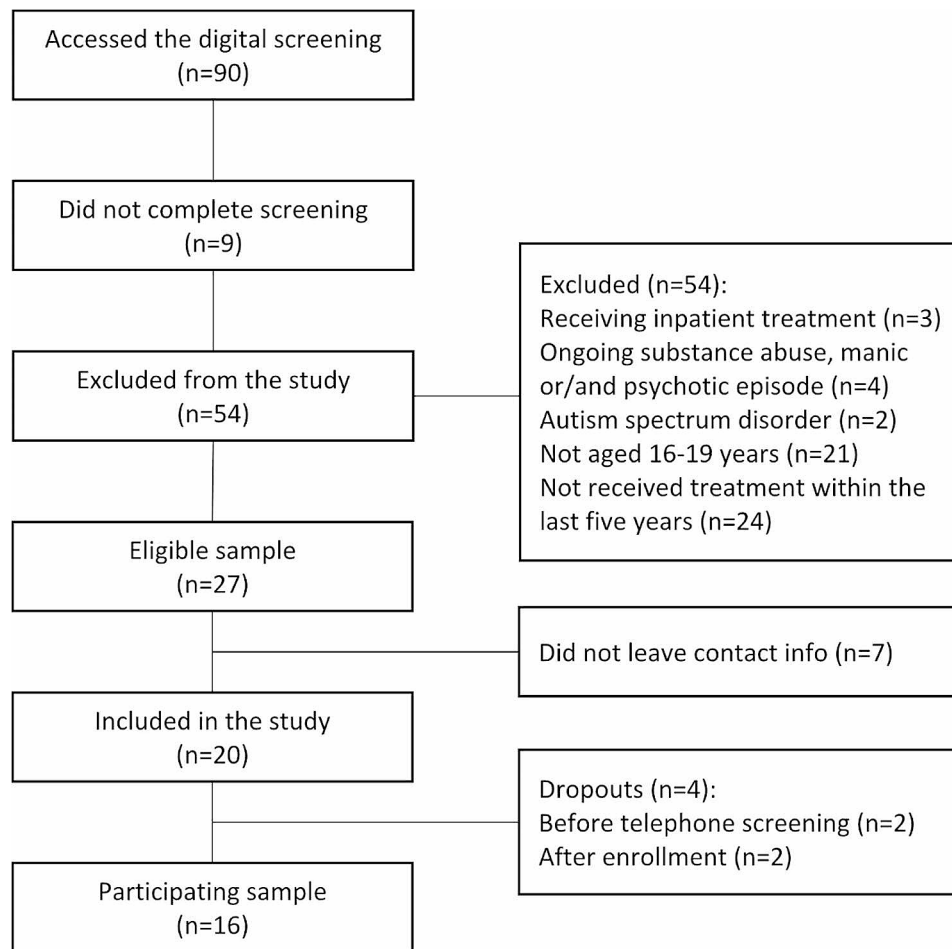 Accessed the digital screening
(n=90)
Did not complete screening
(n=9)
Excluded from the study
(n=54)
Excluded (n=54):
Receiving inpatient treatment (n=3)
Ongoing substance abuse, manic
or/and psychotic episode (n=4)
Autism spectrum disorder (n=2)
Not aged 16-19 years (n=21)
Not received treatment within the
last five years (n=24)
Eligible sample
(n=27)
Did not leave contact info (n=7)
Included in the study
(n=20)
Dropouts (n=4):
Before telephone screening (n=2)
After enrollment (n=2)
Participating sample
(n=16)